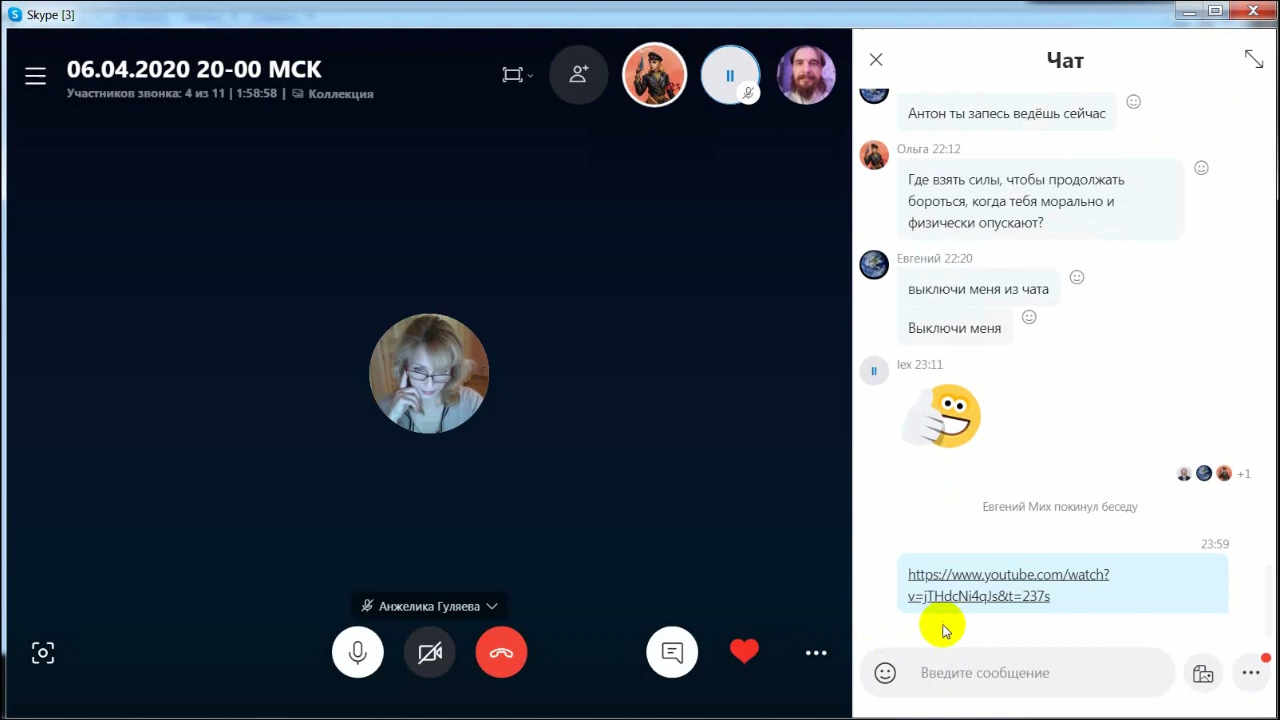 Skype [3]
06.04.2020 20-00 МСК
Участников звонка: 4 из 11 | 1:58:58 | Коллекция
Анжелика Гуляева
Чат
Антон ты запесь ведёшь сейчас
Ольга 22:12
Где взять силы, чтобы продолжать
бороться, когда тебя морально и
физически опускают?
Евгений 22:20
выключи меня из чата
Выключи меня
lex 23:11
+1
Евгений Мих покинул беседу
23:59
https://www.youtube.com/watch?
v=jTHdcNi4qJs&t=237s
Введите сообщение